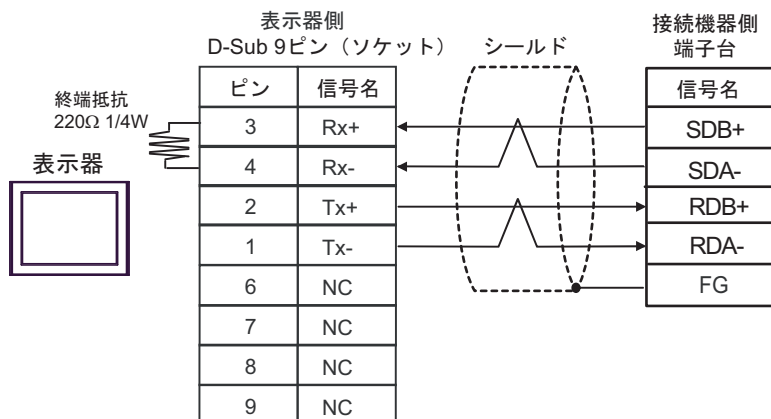 表示器側
D-Sub 9ピン（ソケット）
シールド
接続機器側
端子台
終端抵抗
220Ω 1/4W
表示器
ピン 信号名
信号名
3 Rx+
SDB+
4 Rx-
SDA-
2 Tx+
RDB+
1 Tx-
RDA-
6 NC
FG
7 NC
8 NC
9 NC